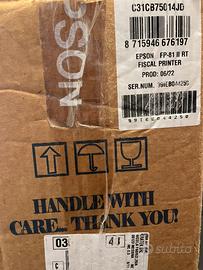 C31CB75014JD
8 715946 676197
EPSON FP-81 II RT
FISCAL PRINTER
PROD: 06/22
SER.NUM.
PSON
HANDLE WITH
CARE... THANK YOU!
03
subito